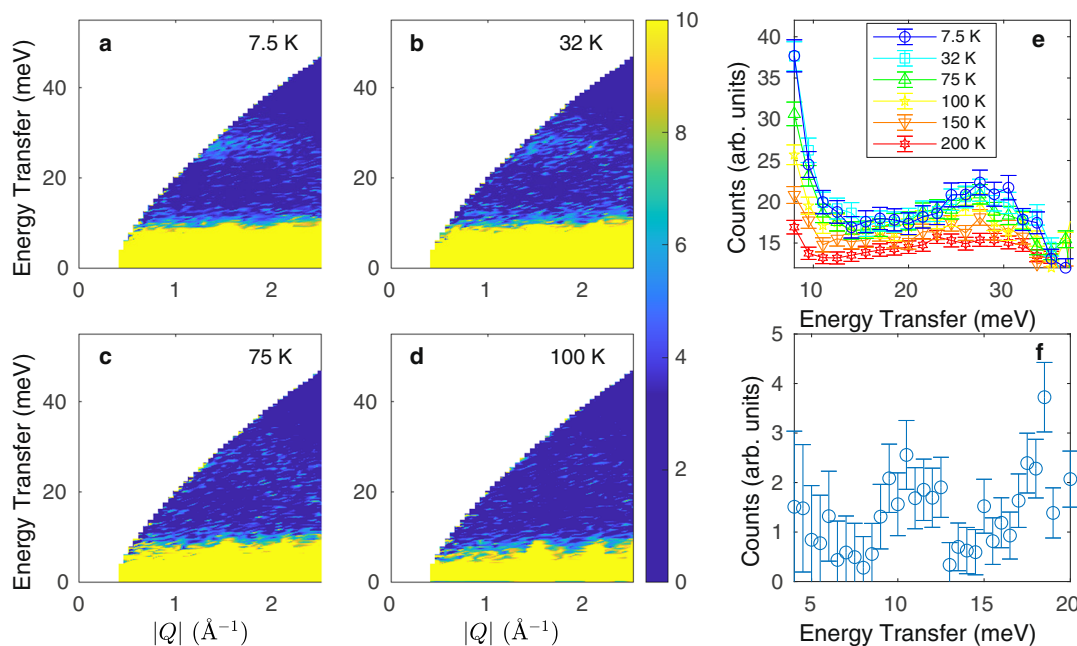 a 7.5 K
Energy Transfer (meV)
40
20
0
0 1 2
b 32 K
40
20
0
0 1 2
c 75 K
Energy Transfer (meV)
40
20
0
0 1 2
|Q| (Å⁻¹)
d 100 K
40
20
0
0 1 2
|Q| (Å⁻¹)
10
8
6
4
2
0
e
7.5 K
32 K
75 K
100 K
150 K
200 K
Counts (arb. units)
40
35
30
25
20
15
10 20 30
Energy Transfer (meV)
f
Counts (arb. units)
5
4
3
2
1
0
5 10 15 20
Energy Transfer (meV)